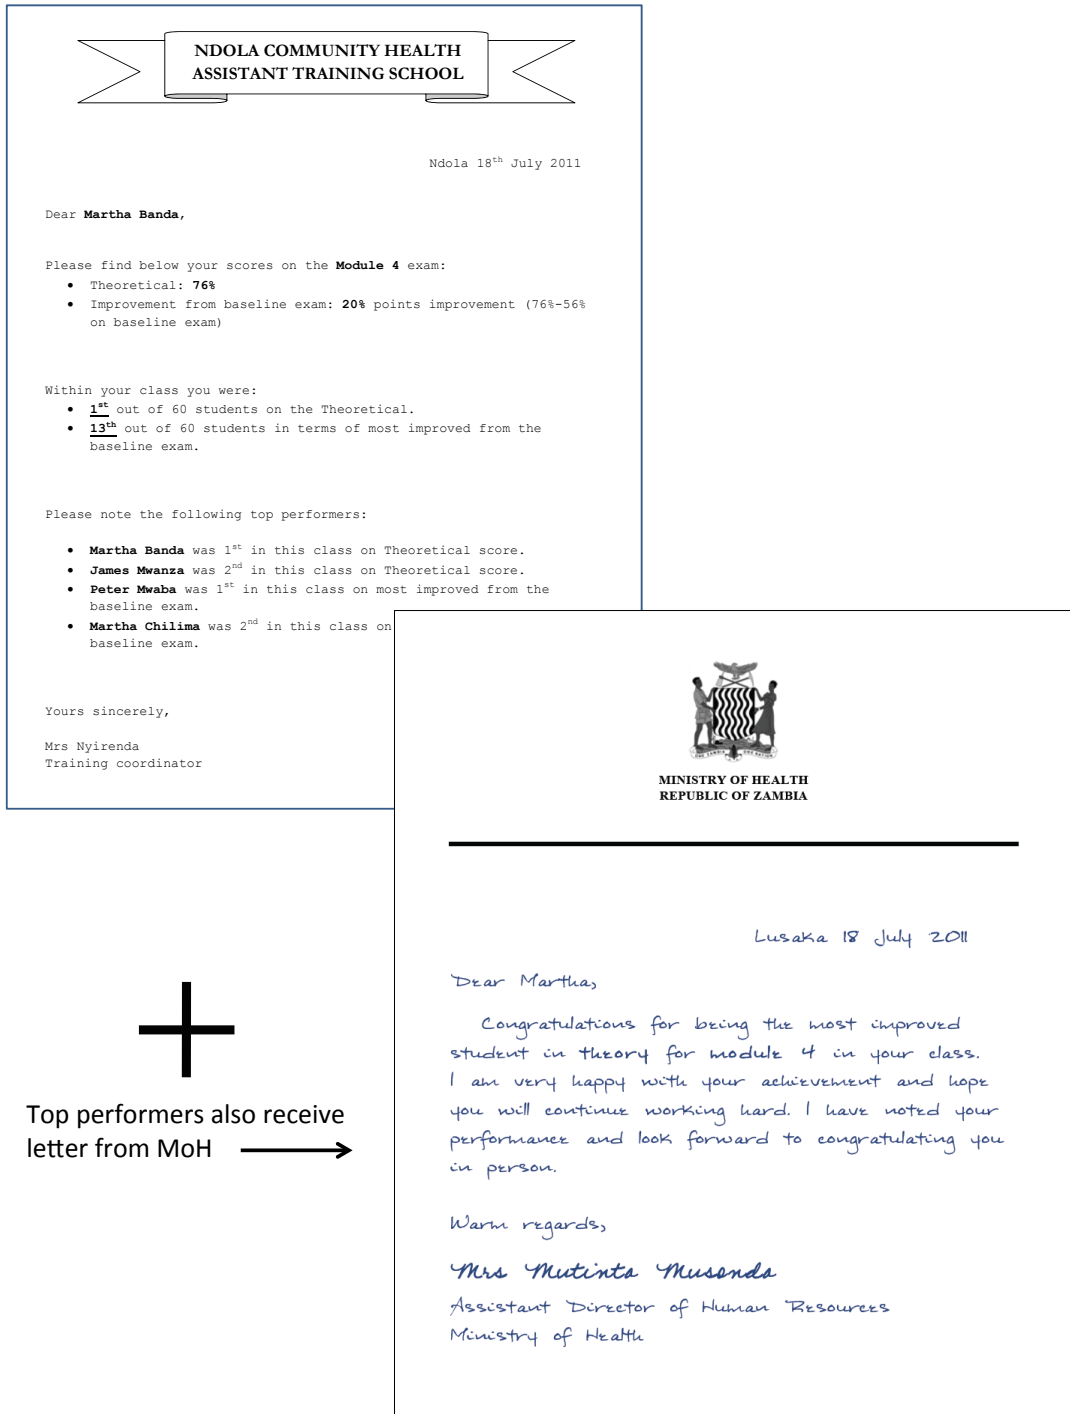 NDOLA COMMUNITY HEALTH
ASSISTANT TRAINING SCHOOL
Ndola 18th July 2011
Dear Martha Banda,
Please find below your scores on the Module 4 exam:
• Theoretical: 76%
• Improvement from baseline exam: 20% points improvement (76%-56%
on baseline exam)
Within your class you were:
• 1st out of 60 students on the Theoretical.
• 13th out of 60 students in terms of most improved from the
baseline exam.
Please note the following top performers:
• Martha Banda was 1st in this class on Theoretical score.
• James Mwanza was 2nd in this class on Theoretical score.
• Peter Mwaba was 1st in this class on most improved from the
baseline exam.
• Martha Chilima was 2nd in this class on
baseline exam.
Yours sincerely,
Mrs Nyirenda
Training coordinator
MINISTRY OF HEALTH
REPUBLIC OF ZAMBIA
Lusaka 18 July 2011
Dear Martha,
Congratulations for being the most improved
student in theory for module 4 in your class.
I am very happy with your achievement and hope
you will continue working hard. I have noted your
performance and look forward to congratulating you
in person.
Warm regards,
Mrs Mutinta Musonda
Assistant Director of Human Resources
Ministry of Health
Top performers also receive
letter from MoH